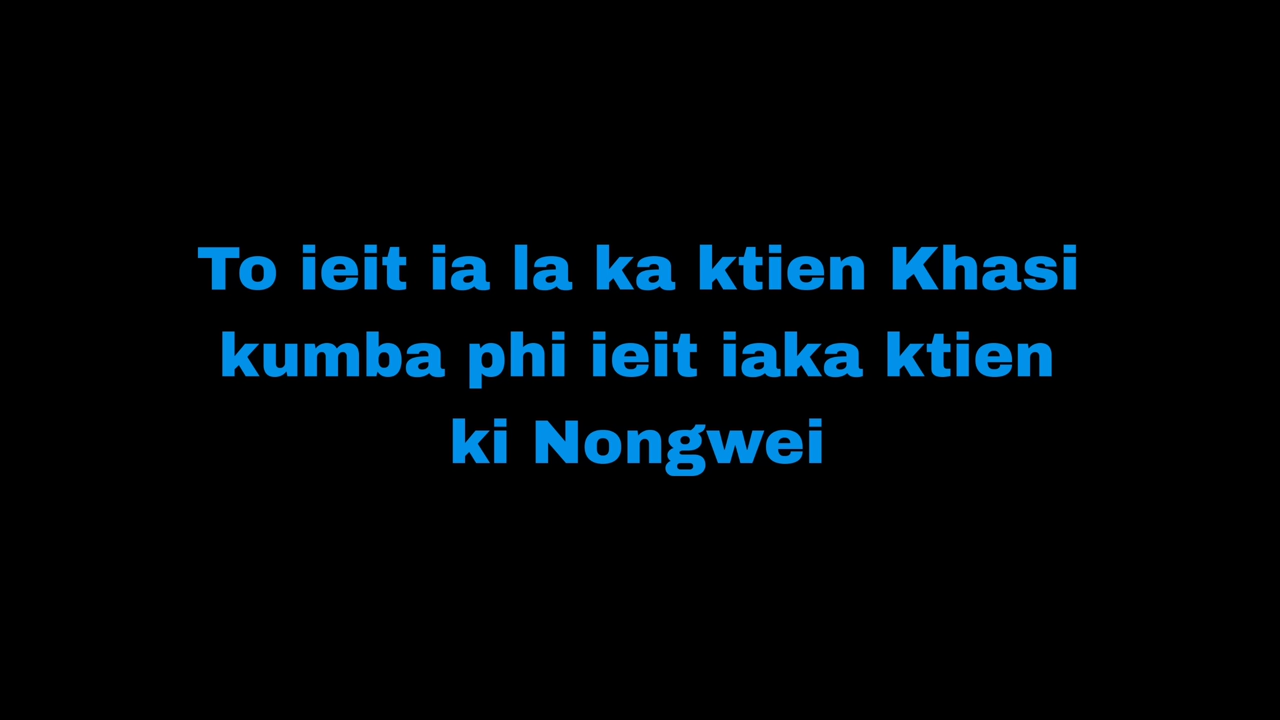 To ieit ia la ka ktien Khasi
kumba phi ieit iaka ktien
ki Nongwei